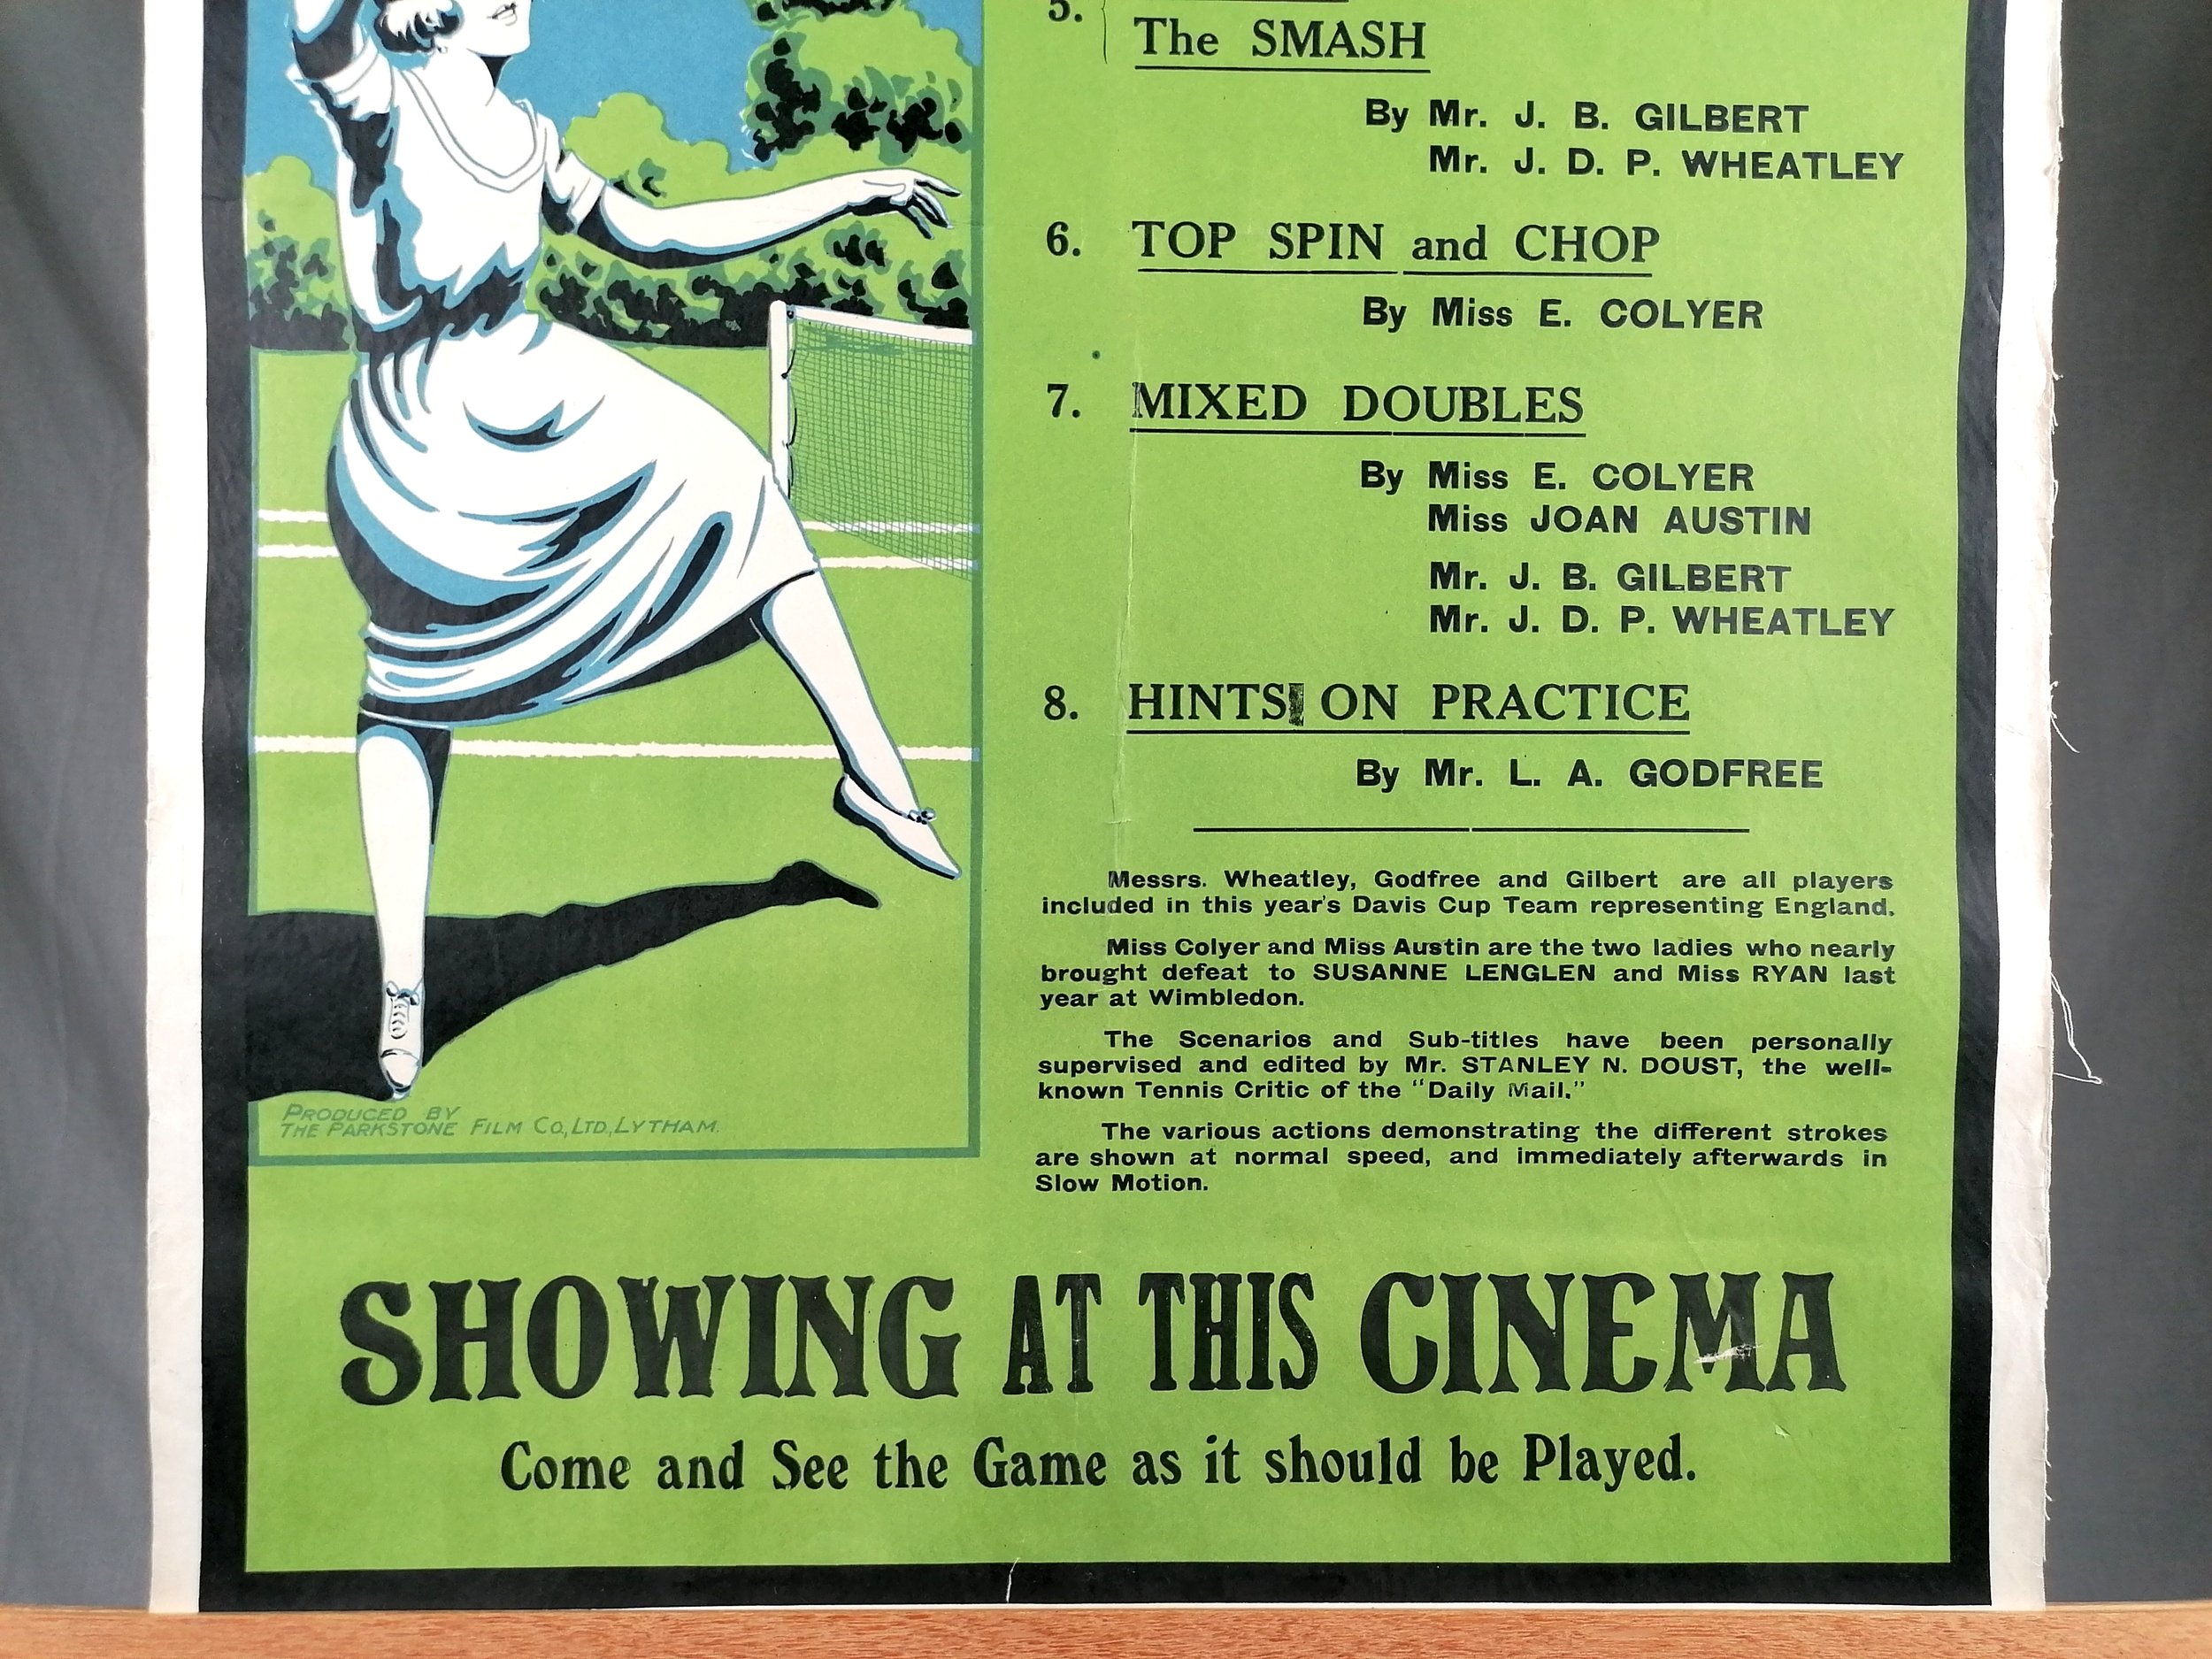 5.
The SMASH
By Mr. J. B. GILBERT
Mr. J. D. P. WHEATLEY
6. TOP SPIN and CHOP
By Miss E. COLYER
7. MIXED DOUBLES
By Miss E. COLYER
Miss JOAN AUSTIN
Mr. J. B. GILBERT
Mr. J. D. P. WHEATLEY
8. HINTS ON PRACTICE
By Mr. L. A. GODFREE
Messrs. Wheatley, Godfree and Gilbert are all players
included in this year's Davis Cup Team representing England.
Miss Colyer and Miss Austin are the two ladies who nearly
brought defeat to SUSANNE LENGLEN and Miss RYAN last
year at Wimbledon.
The Scenarios and Sub-titles have been personally
supervised and edited by Mr. STANLEY N. DOUST, the well-
known Tennis Critic of the "Daily Mail."
The various actions demonstrating the different strokes
are shown at normal speed, and immediately afterwards in
Slow Motion.
PRODUCED BY
THE PARKSTONE FILM CO., LTD., LYTHAM.
SHOWING AT THIS CINEMA
Come and See the Game as it should be Played.